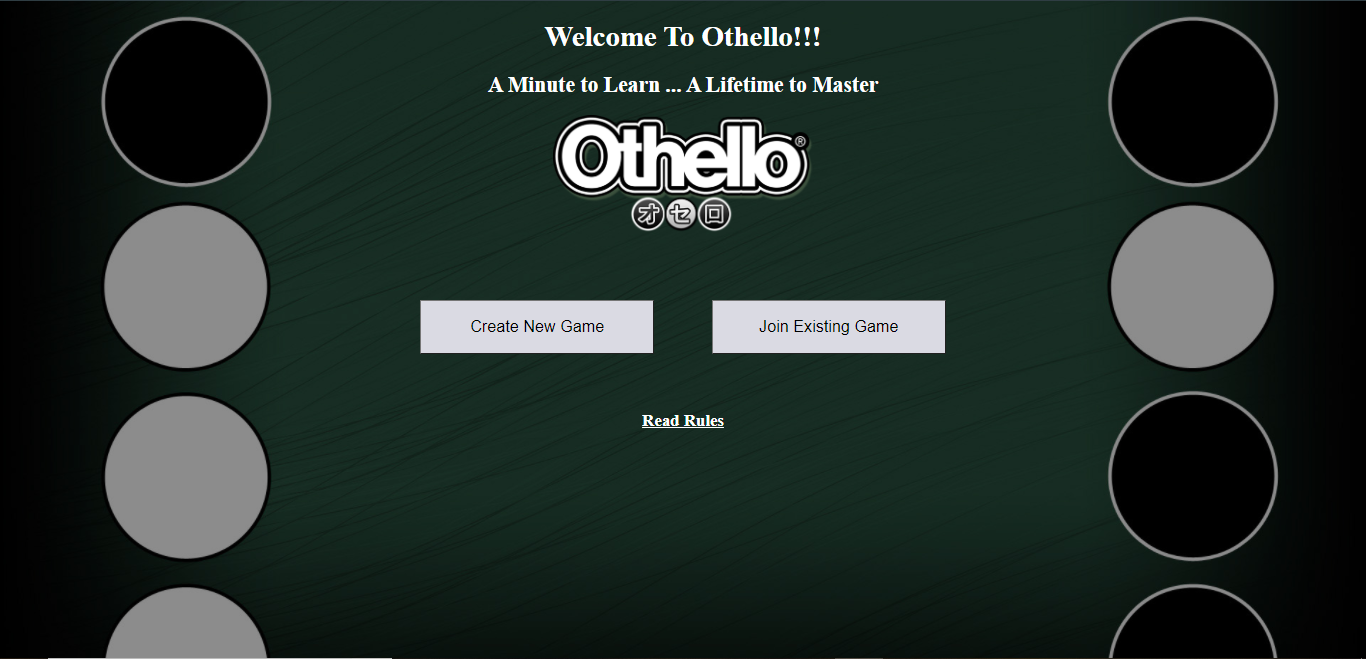 Welcome To Othello!!!
A Minute to Learn ... A Lifetime to Master
Othello®
オセロ
Create New Game
Join Existing Game
Read Rules